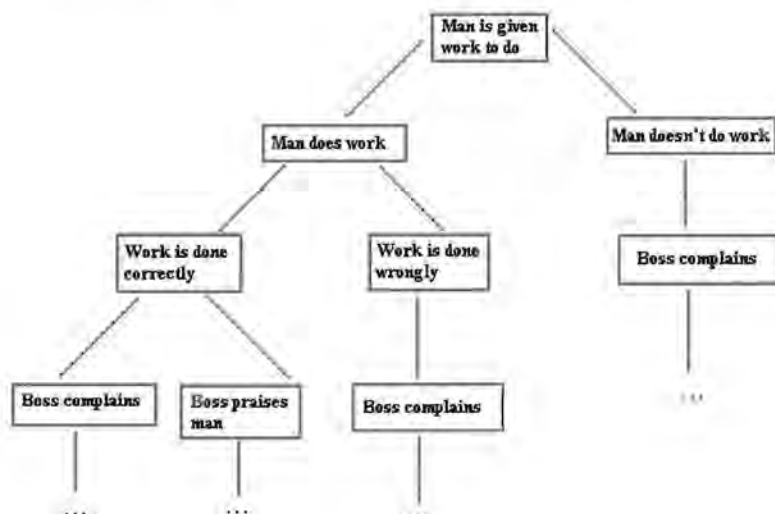 Man is given
work to do
Man does work
Man doesn't do work
Work is done
correctly
Work is done
wrongly
Boss complains
Boss complains
Boss praises
man
Boss complains
...
...
...
...